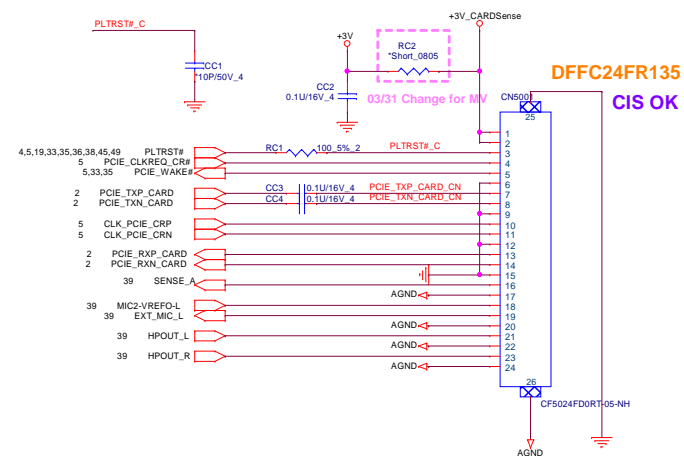 PLTRST#_C
+3V_CARDSense
+3V
RC2
*Short_0805
CC1
*10P/50V_4
CC2
0.1U/16V_4
03/31 Change for MV
DFFC24FR135
CIS OK
25
1
2
4,5,19,33,35,36,38,45,49 PLTRST# RC1 100_5%_2 PLTRST#_C 3
5 PCIE_CLKREQ_CR# 4
5,33,35 PCIE_WAKE# 5
6
2 PCIE_TXP_CARD CC3 0.1U/16V_4 PCIE_TXP_CARD_CN 7
2 PCIE_TXN_CARD CC4 0.1U/16V_4 PCIE_TXN_CARD_CN 8
9
5 CLK_PCIE_CRP 10
5 CLK_PCIE_CRN 11
12
2 PCIE_RXP_CARD 13
2 PCIE_RXN_CARD 14
15
39 SENSE_A 16
AGND 17
39 MIC2-VREFO-L 18
39 EXT_MIC_L 19
AGND 20
39 HPOUT_L 21
AGND 22
39 HPOUT_R 23
AGND 24
26
CF5024FD0RT-05-NH
AGND